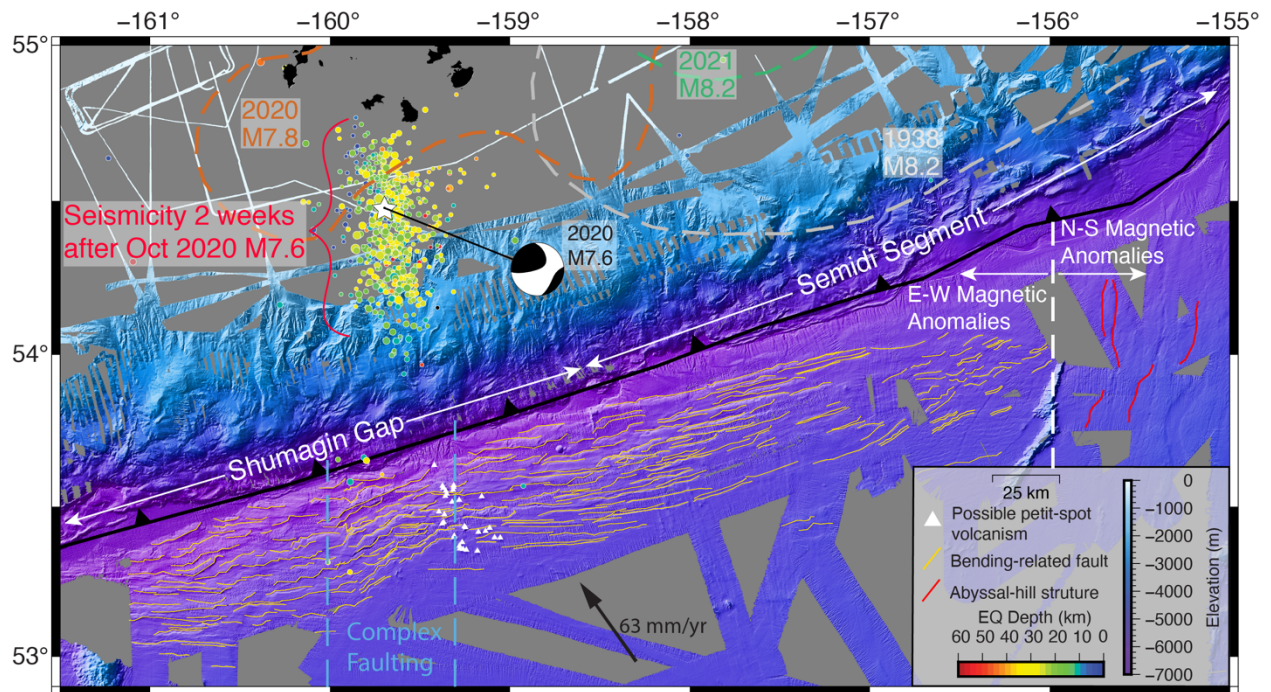 −161° −160° −159° −158° −157° −156° −155°
55°
54°
53°
2020
M7.8
2021
M8.2
1938
M8.2
Seismicity 2 weeks
after Oct 2020 M7.6
2020
M7.6
Semidi Segment
Shumagin Gap
N-S Magnetic
Anomalies
E-W Magnetic
Anomalies
Complex
Faulting
63 mm/yr
25 km
Possible petit-spot
volcanism
Bending-related fault
Abyssal-hill struture
EQ Depth (km)
60 50 40 30 20 10 0
0
−1000
−2000
−3000
−4000
−5000
−6000
−7000
Elevation (m)